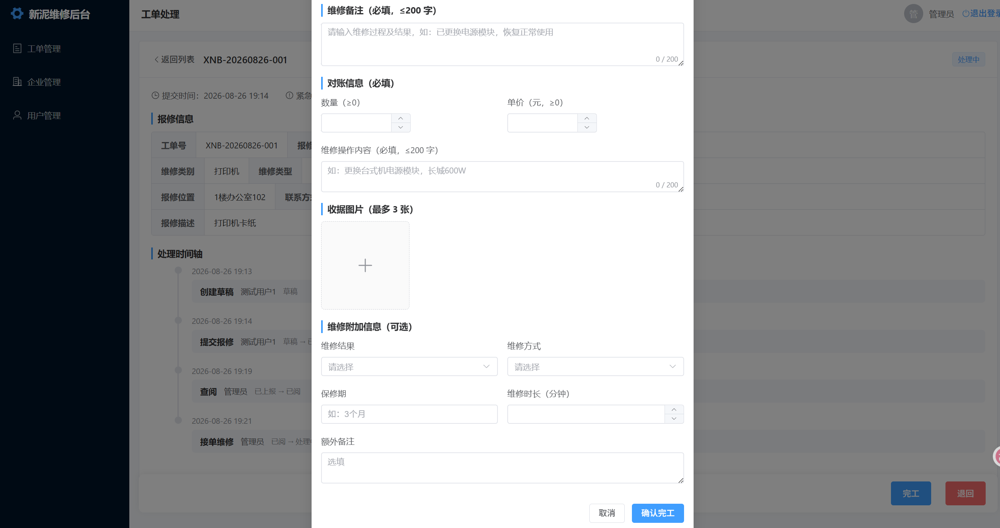 新泥维修后台
工单管理
企业管理
用户管理
工单处理
管
管理员
退出登录
返回列表
XNB-20260826-001
处理中
提交时间：2026-08-26 19:14
紧急
报修信息
工单号 XNB-20260826-001 报修
维修类别 打印机 维修类型
报修位置 1楼办公室102 联系方式
报修描述 打印机卡纸
处理时间轴
2026-08-26 19:13
创建草稿 测试用户1 草稿
2026-08-26 19:14
提交报修 测试用户1 草稿 → 已
2026-08-26 19:19
查阅 管理员 已上报 → 已阅
2026-08-26 19:21
接单维修 管理员 已阅 → 处理中
完工
退回
维修备注（必填，≤200 字）
请输入维修过程及结果，如：已更换电源模块，恢复正常使用
0 / 200
对账信息（必填）
数量（≥0） 单价（元，≥0）
维修操作内容（必填，≤200 字）
如：更换台式机电源模块，长城600W
0 / 200
收据图片（最多 3 张）
维修附加信息（可选）
维修结果 维修方式
请选择 请选择
保修期 维修时长（分钟）
如：3个月
额外备注
选填
取消 确认完工